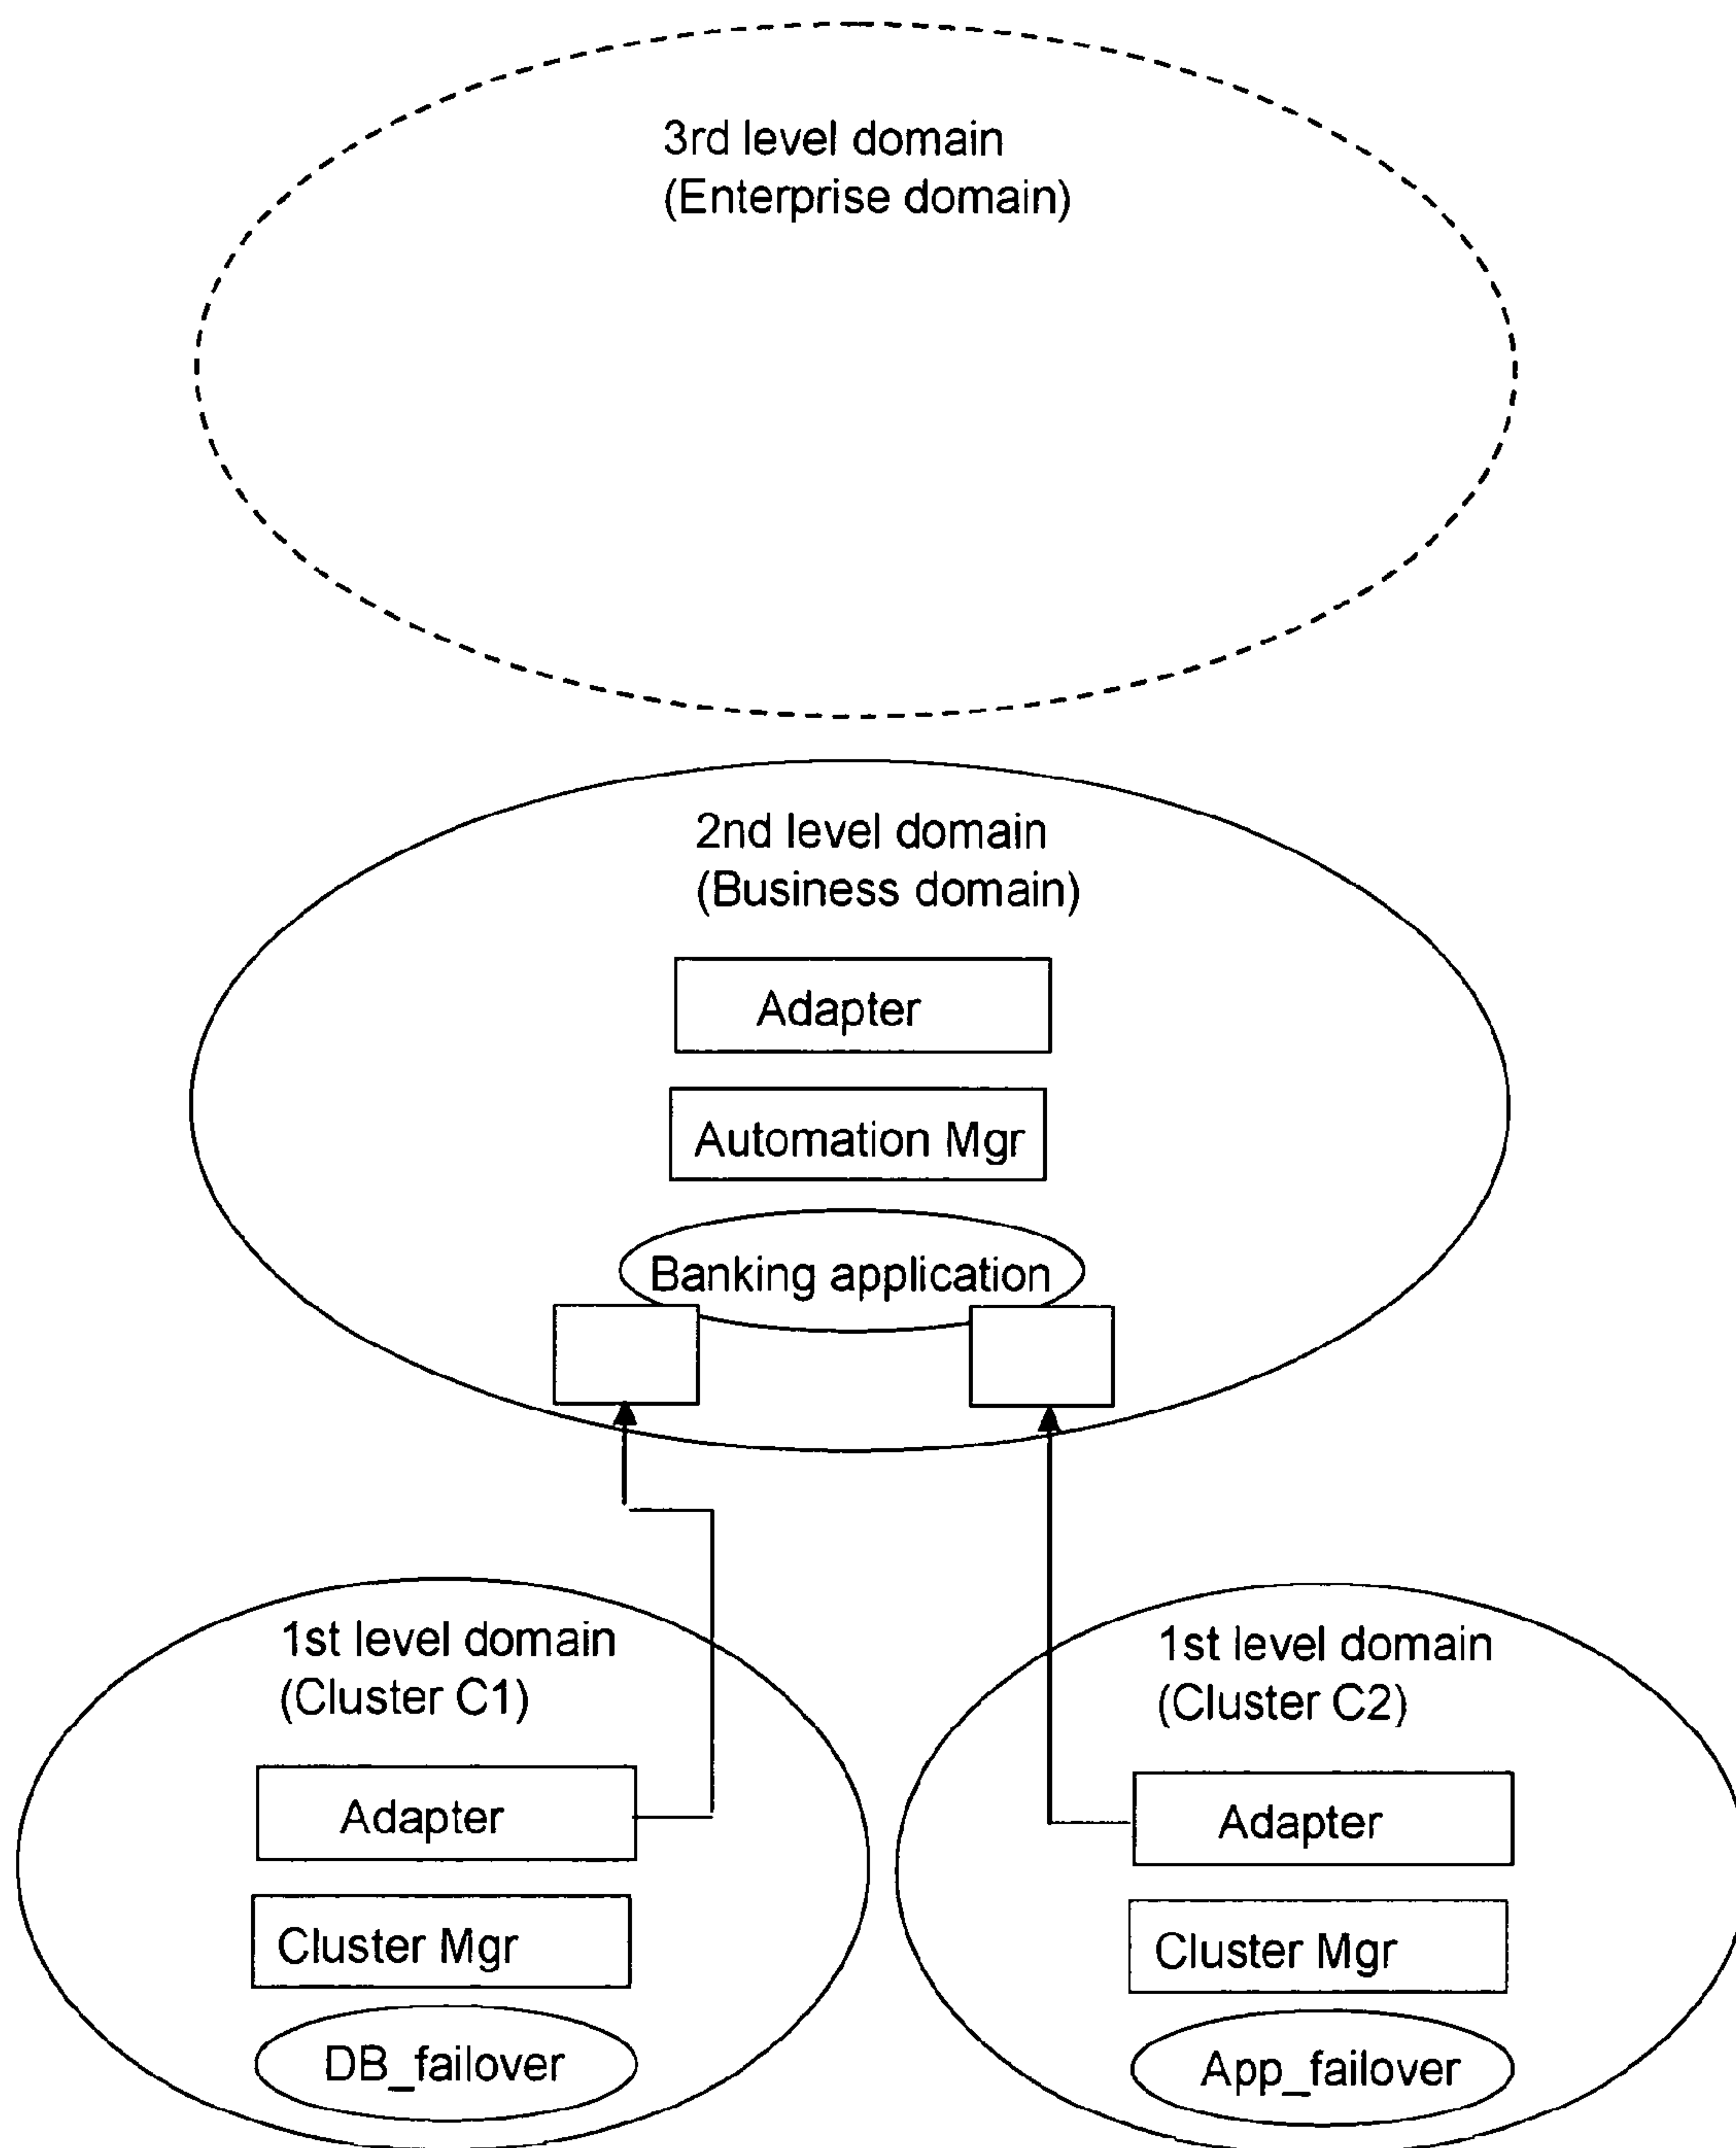 3rd level domain
(Enterprise domain)
2nd level domain
(Business domain)
Adapter
Automation Mgr
Banking application
1st level domain
(Cluster C1)
Adapter
Cluster Mgr
DB_failover
1st level domain
(Cluster C2)
Adapter
Cluster Mgr
App_failover